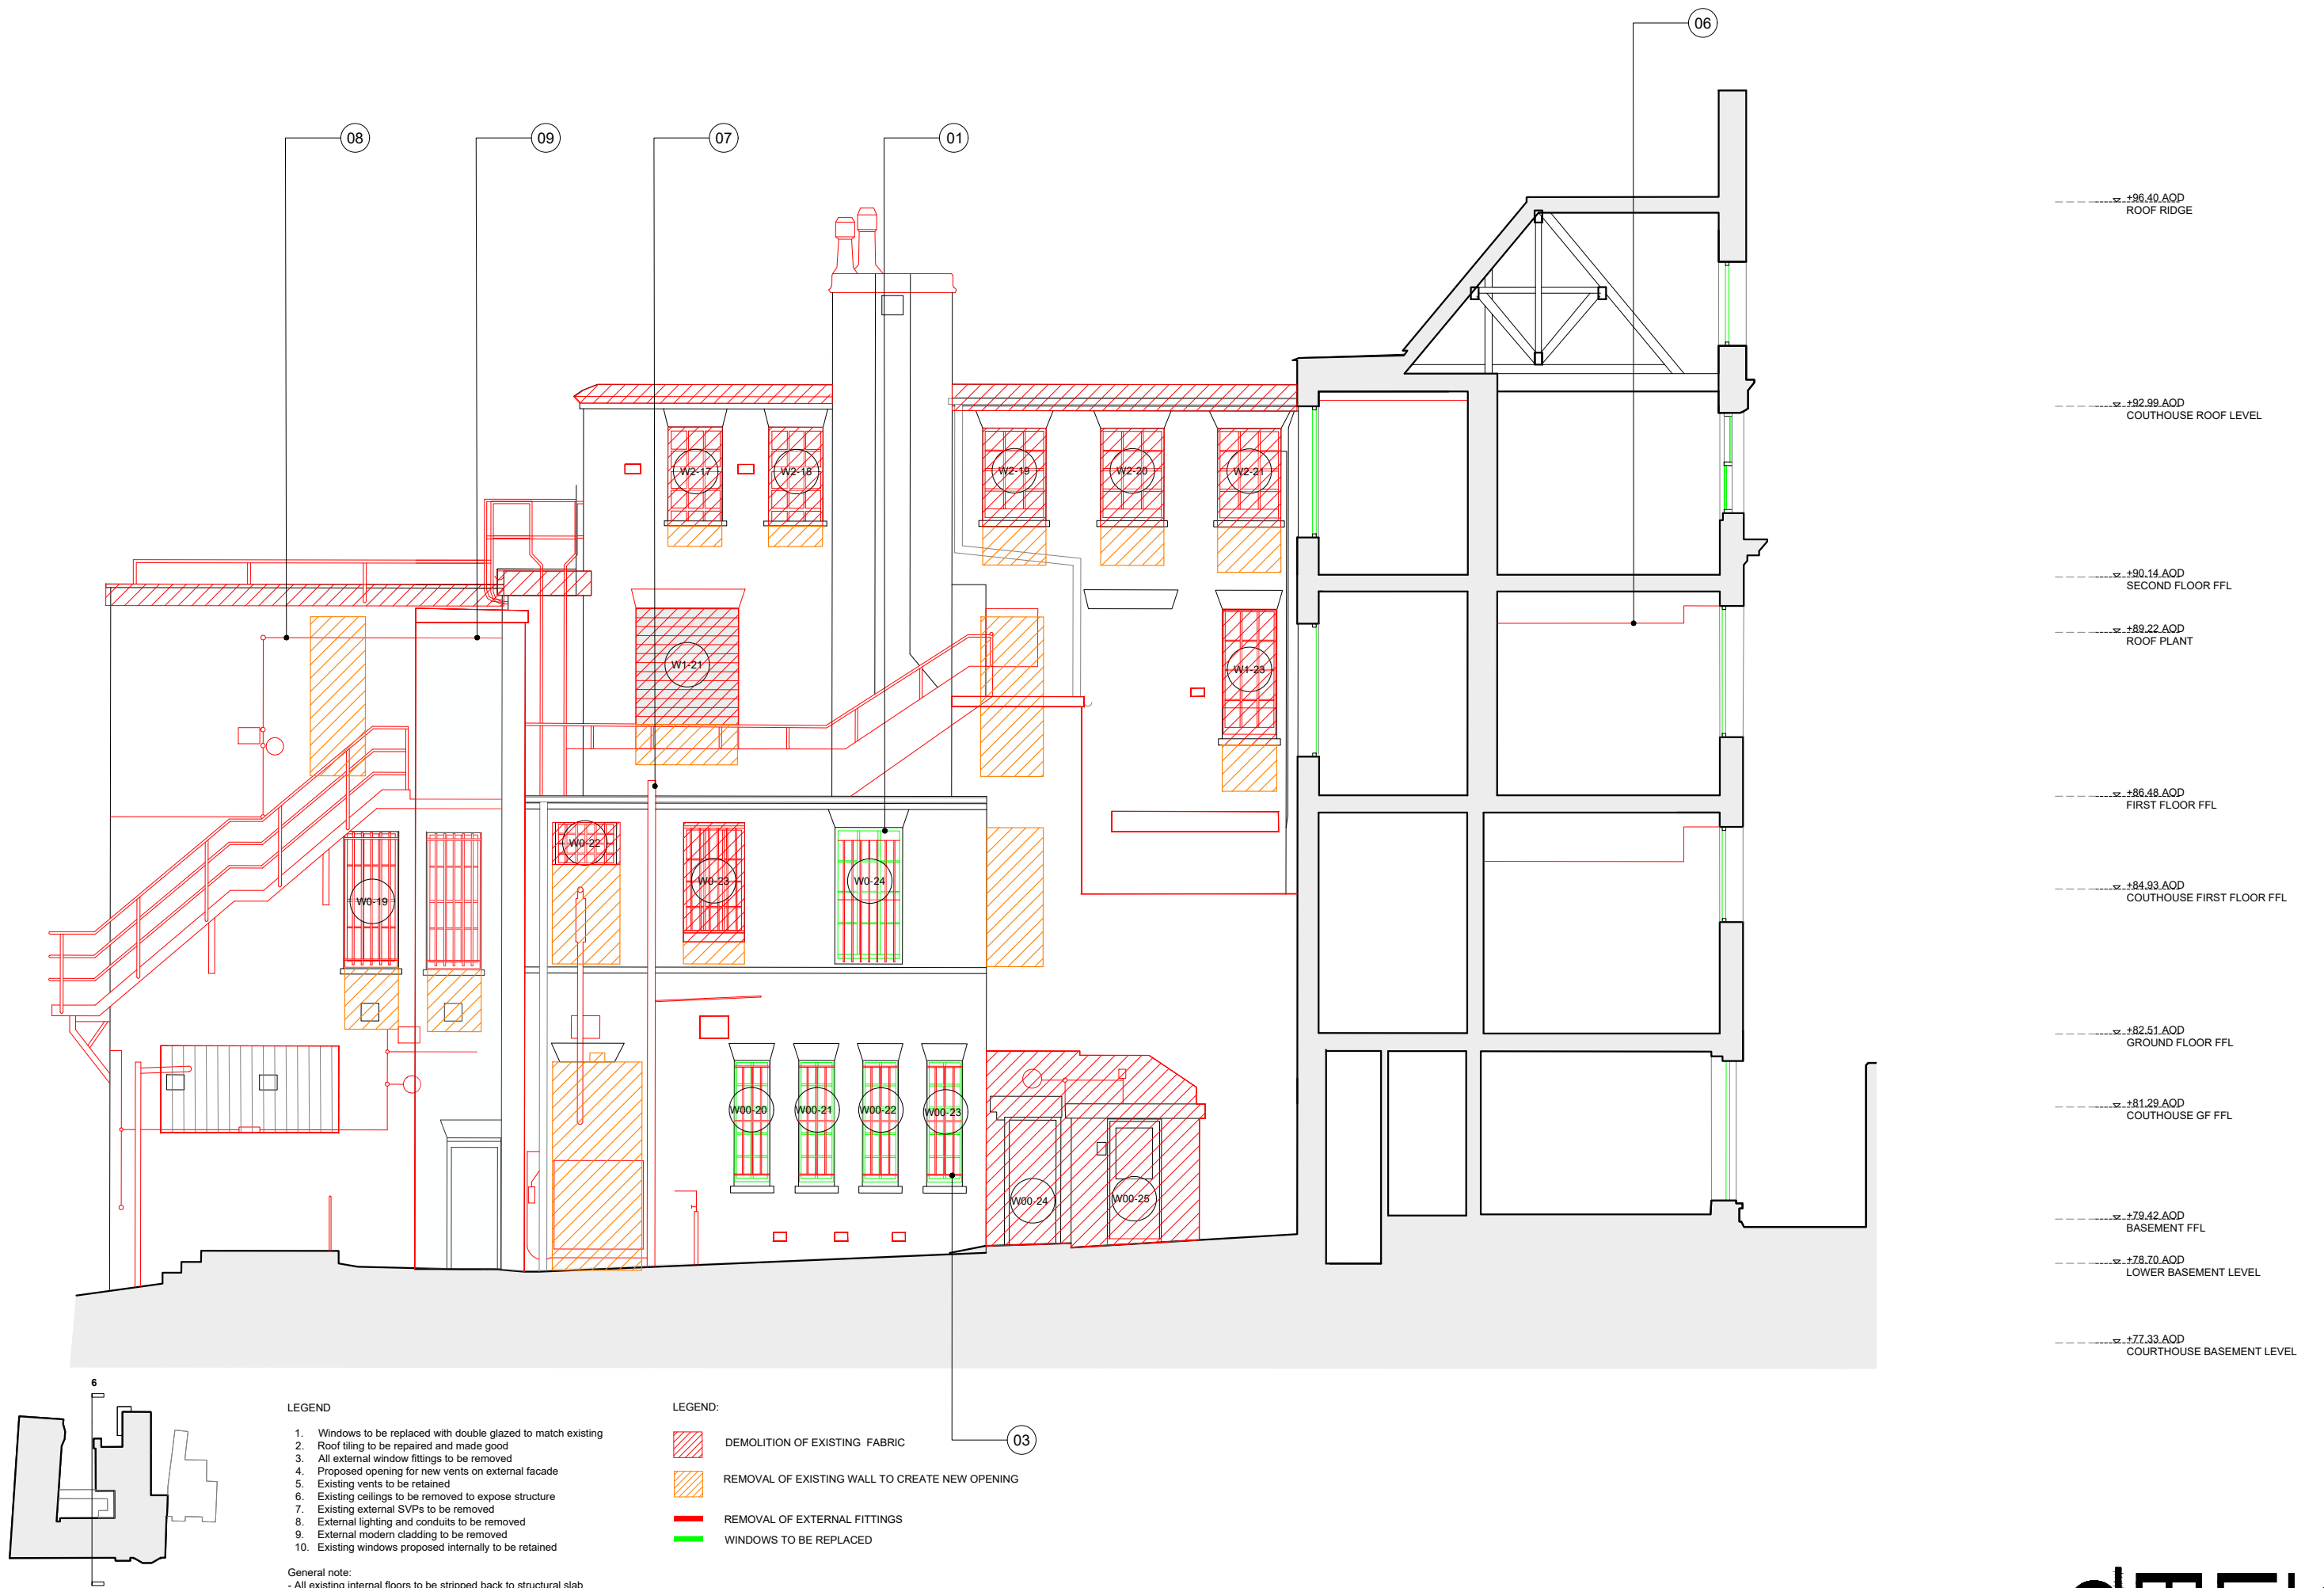 06
08
09
07
01
+96.40 AOD
ROOF RIDGE
+92.99 AOD
COUTHOUSE ROOF LEVEL
W2-17
W2-18
W2-19
W2-20
W2-21
+90.14 AOD
SECOND FLOOR FFL
+89.22 AOD
ROOF PLANT
W1-21
W1-23
+86.48 AOD
FIRST FLOOR FFL
W0-22
W0-23
W0-24
W0-19
+84.93 AOD
COUTHOUSE FIRST FLOOR FFL
+82.51 AOD
GROUND FLOOR FFL
W00-20
W00-21
W00-22
W00-23
+81.29 AOD
COUTHOUSE GF FFL
W00-24
W00-25
+79.42 AOD
BASEMENT FFL
+78.70 AOD
LOWER BASEMENT LEVEL
+77.33 AOD
COURTHOUSE BASEMENT LEVEL
03
6
LEGEND
1. Windows to be replaced with double glazed to match existing
2. Roof tiling to be repaired and made good
3. All external window fittings to be removed
4. Proposed opening for new vents on external facade
5. Existing vents to be retained
6. Existing ceilings to be removed to expose structure
7. Existing external SVPs to be removed
8. External lighting and conduits to be removed
9. External modern cladding to be removed
10. Existing windows proposed internally to be retained
General note:
- All existing internal floors to be stripped back to structural slab
LEGEND:
DEMOLITION OF EXISTING FABRIC
REMOVAL OF EXISTING WALL TO CREATE NEW OPENING
REMOVAL OF EXTERNAL FITTINGS
WINDOWS TO BE REPLACED